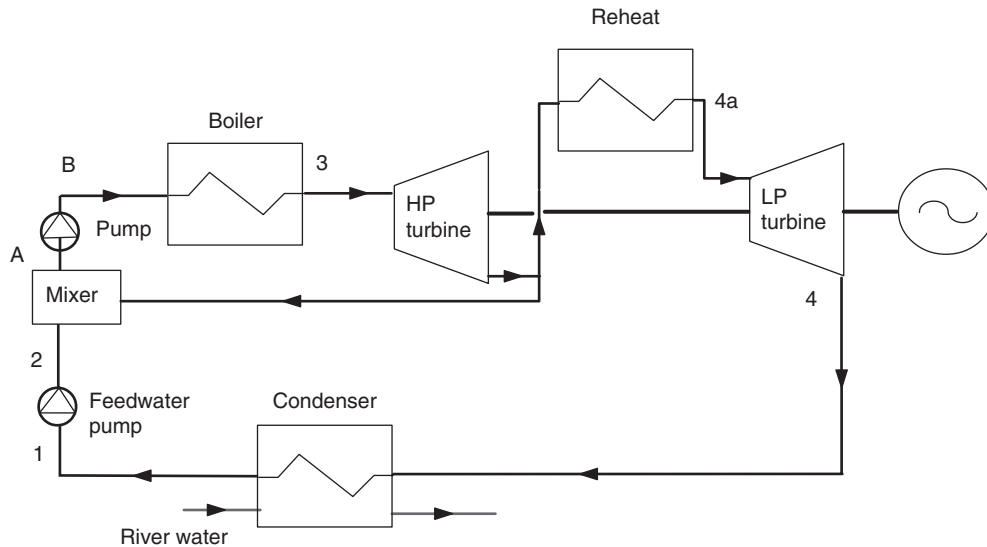 Reheat
4a
Boiler
B
3
Pump
HP
turbine
LP
turbine
A
Mixer
4
2
Feedwater
pump
Condenser
1
River water